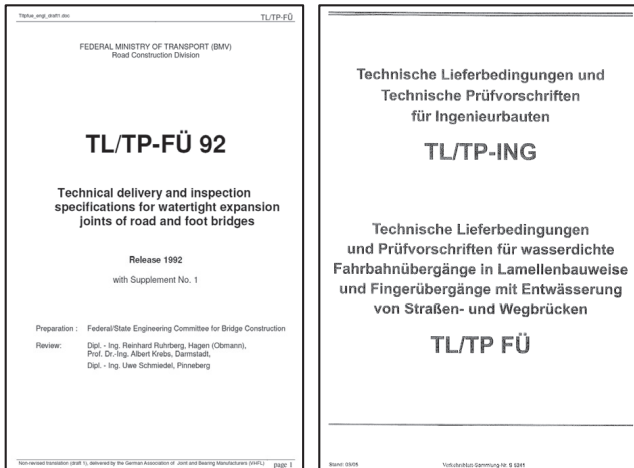 Tltpfue_engl_draft1.doc
TL/TP-FÜ
FEDERAL MINISTRY OF TRANSPORT (BMV)
Road Construction Division
TL/TP-FÜ 92
Technical delivery and inspection
specifications for watertight expansion
joints of road and foot bridges
Release 1992
with Supplement No. 1
Preparation : Federal/State Engineering Committee for Bridge Construction
Review: Dipl. - Ing. Reinhard Ruhrberg, Hagen (Obmann),
Prof. Dr.-Ing. Albert Krebs, Darmstadt,
Dipl. - Ing. Uwe Schmiedel, Pinneberg
Non-revised translation (draft 1), delivered by the German Association of Joint and Bearing Manufacturers (VHFL) page 1
Technische Lieferbedingungen und
Technische Prüfvorschriften
für Ingenieurbauten
TL/TP-ING
Technische Lieferbedingungen
und Prüfvorschriften für wasserdichte
Fahrbahnübergänge in Lamellenbauweise
und Fingerübergänge mit Entwässerung
von Straßen- und Wegbrücken
TL/TP FÜ
Stand: 03/05 Verkehrsblatt-Sammlung Nr. S